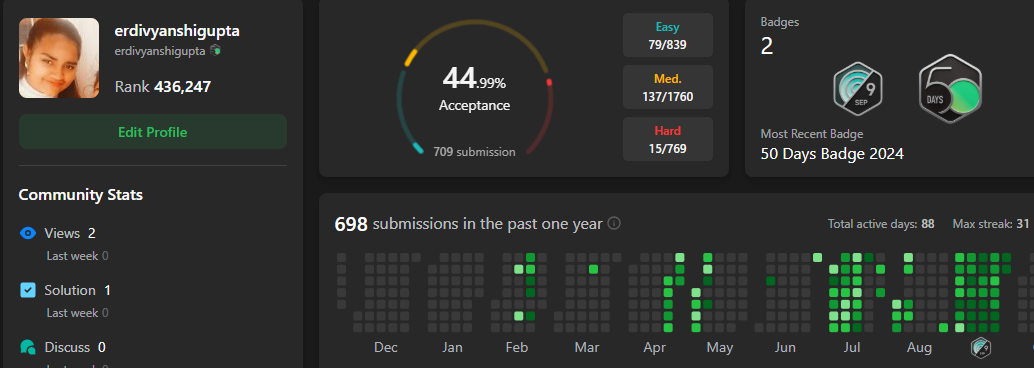 erdivyanshigupta
erdivyanshigupta
Rank 436,247
Edit Profile
Community Stats
Views 2
Last week 0
Solution 1
Last week 0
Discuss 0
44.99%
Acceptance
709 submission
Easy
79/839
Med.
137/1760
Hard
15/769
Badges
2
9
SEP
50
DAYS
Most Recent Badge
50 Days Badge 2024
698 submissions in the past one year
Total active days: 88
Max streak: 31
Dec
Jan
Feb
Mar
Apr
May
Jun
Jul
Aug
9